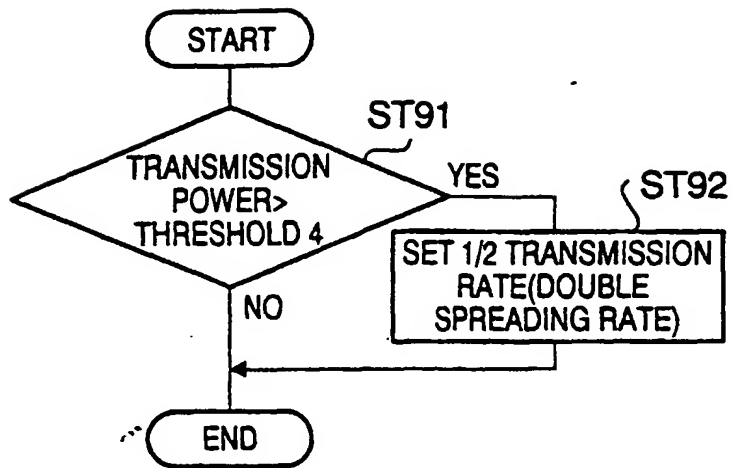 START
ST91
TRANSMISSION
POWER>
THRESHOLD 4
YES
ST92
SET 1/2 TRANSMISSION
RATE(DOUBLE
SPREADING RATE)
NO
END